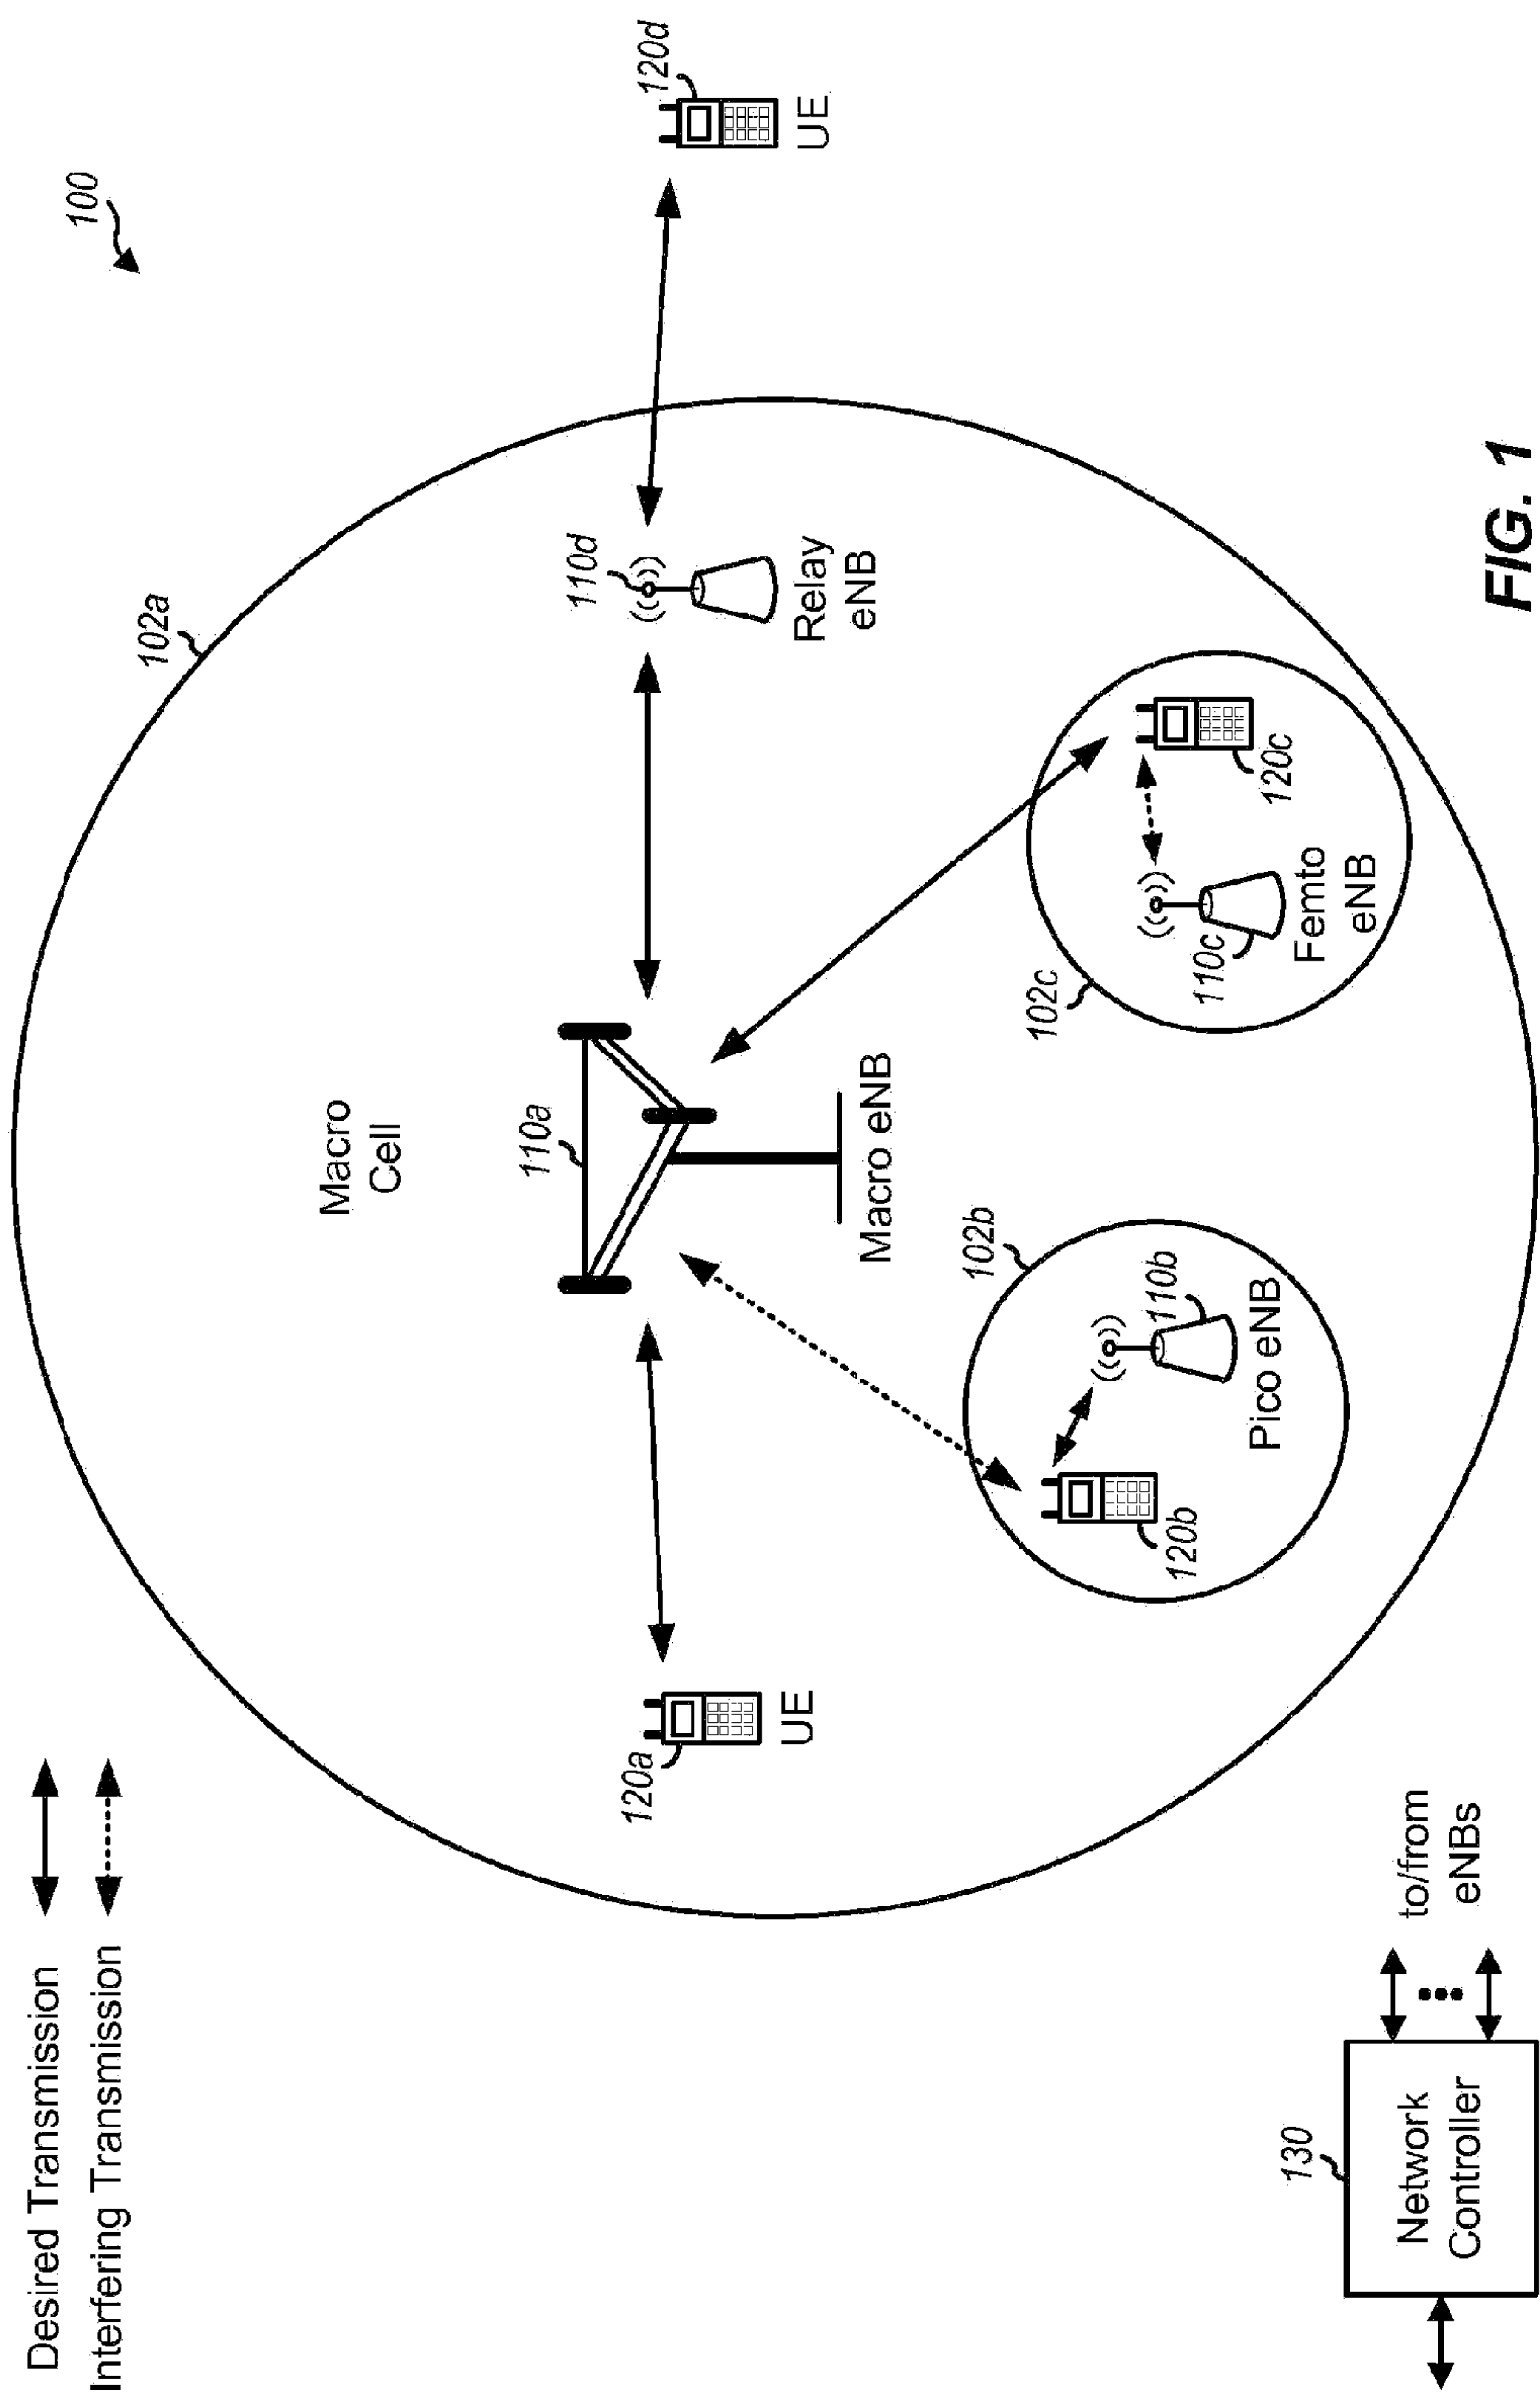 Desired Transmission
Interfering Transmission
100
102a
Macro
Cell
110a
Macro eNB
110d
Relay
eNB
120d
UE
120a
UE
102b
110b
Pico eNB
120b
102c
110c
Femto
eNB
120c
130
Network
Controller
to/from
eNBs
FIG. 1